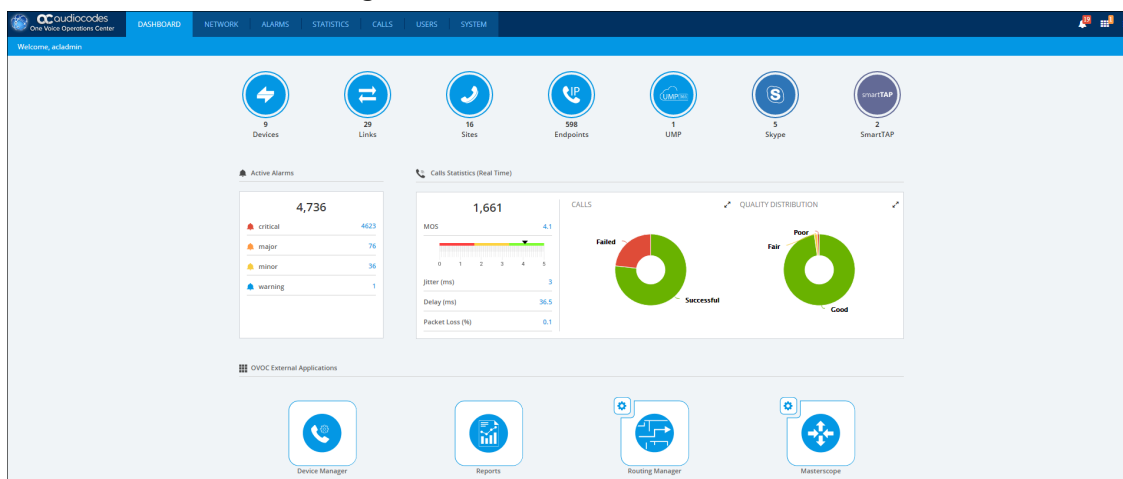 audiocodes
One Voice Operations Center
DASHBOARD NETWORK ALARMS STATISTICS CALLS USERS SYSTEM
19
Welcome, acladmin
IP
UMP365
S
smartTAP
9 29 16 598 1 5 2
Devices Links Sites Endpoints UMP Skype SmartTAP
Active Alarms
Calls Statistics (Real Time)
4,736
critical 4623
major 76
minor 36
warning 1
1,661
MOS 4.1
0 1 2 3 4 5
Jitter (ms) 3
Delay (ms) 36.5
Packet Loss (%) 0.1
CALLS
Failed
Successful
QUALITY DISTRIBUTION
Poor
Fair
Good
OVOC External Applications
Device Manager Reports Routing Manager Masterscope